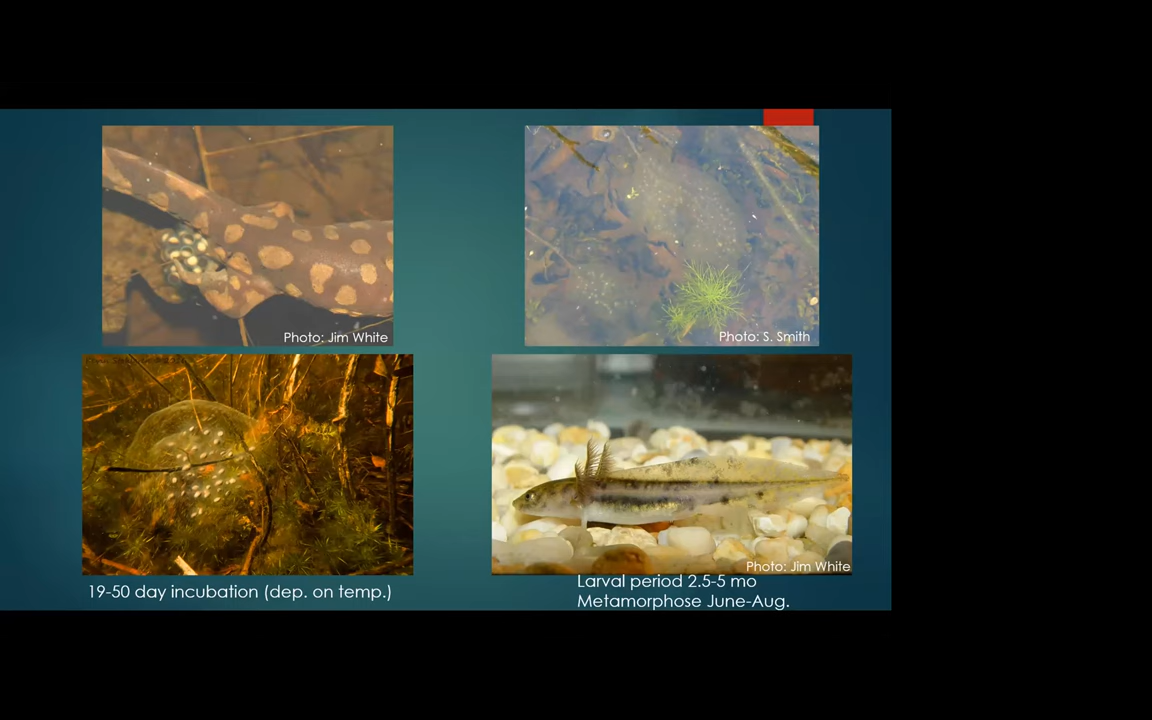 Photo: Jim White
Photo: S. Smith
19-50 day incubation (dep. on temp.)
Photo: Jim White
Larval period 2.5-5 mo
Metamorphose June-Aug.